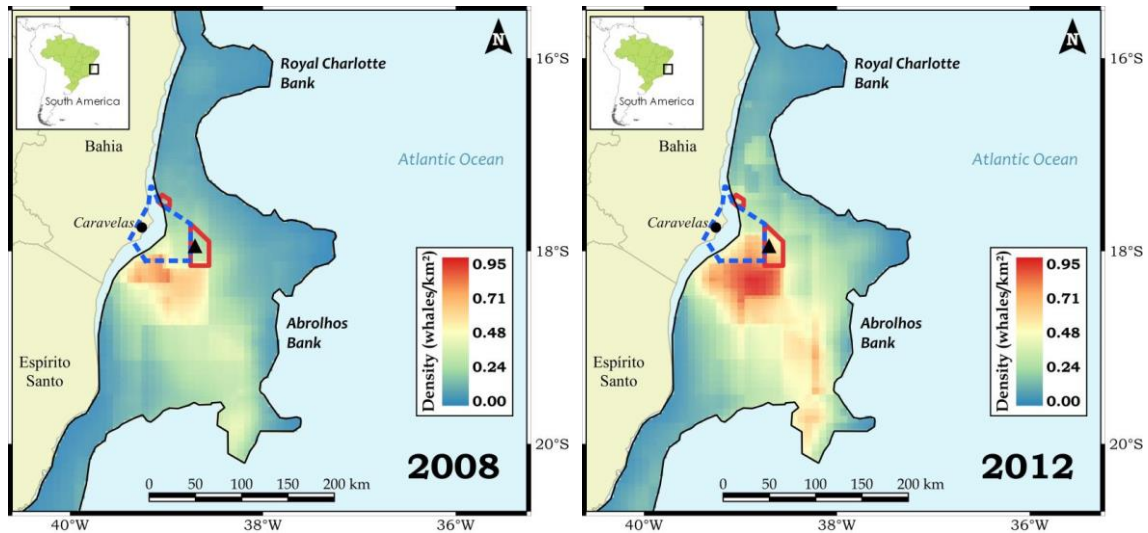 South America
N
Royal Charlotte
Bank
Bahia
Atlantic Ocean
Caravelas
Abrolhos
Bank
Espírito
Santo
Density (whales/km²)
0.95
0.71
0.48
0.24
0.00
0 50 100 150 200 km
2008
40°W
38°W
36°W
16°S
18°S
20°S
South America
N
Royal Charlotte
Bank
Bahia
Atlantic Ocean
Caravelas
Abrolhos
Bank
Espírito
Santo
Density (whales/km²)
0.95
0.71
0.48
0.24
0.00
0 50 100 150 200 km
2012
40°W
38°W
36°W
16°S
18°S
20°S